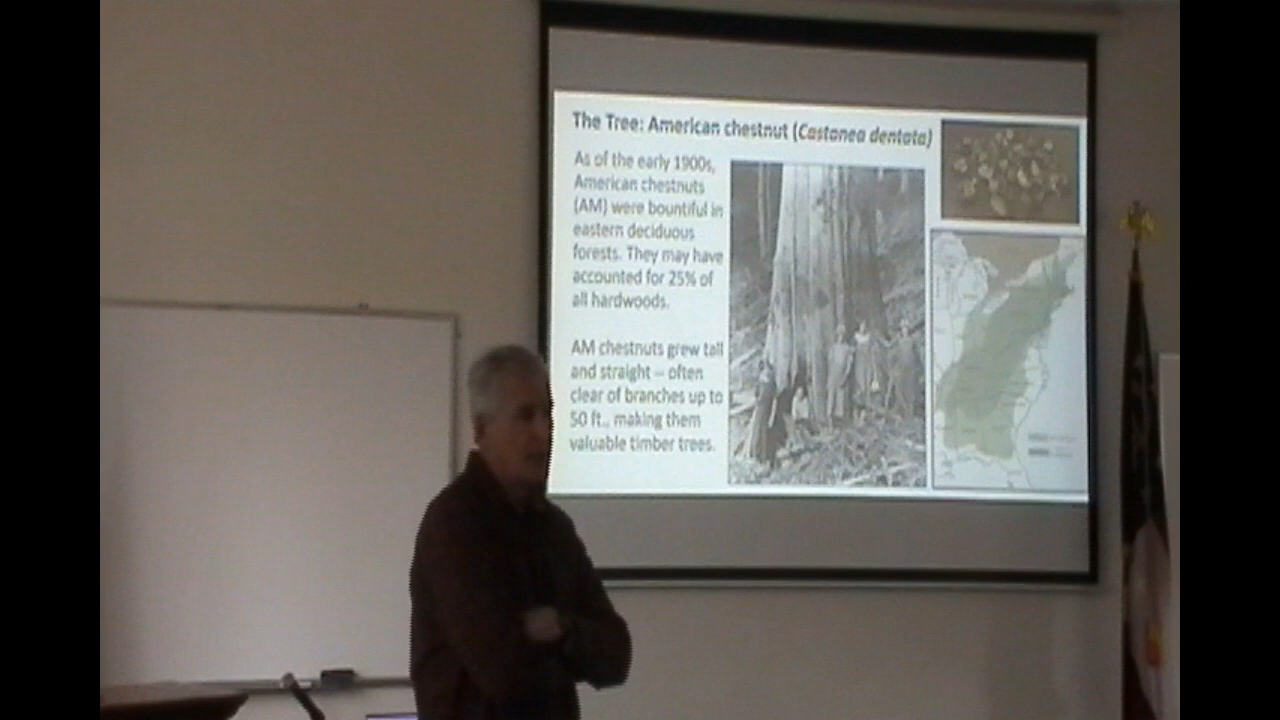 The Tree: American chestnut (Castanea dentata)
As of the early 1900s,
American chestnuts
(AM) were bountiful in
eastern deciduous
forests. They may have
accounted for 25% of
all hardwoods.
AM chestnuts grew tall
and straight – often
clear of branches up to
50 ft., making them
valuable timber trees.